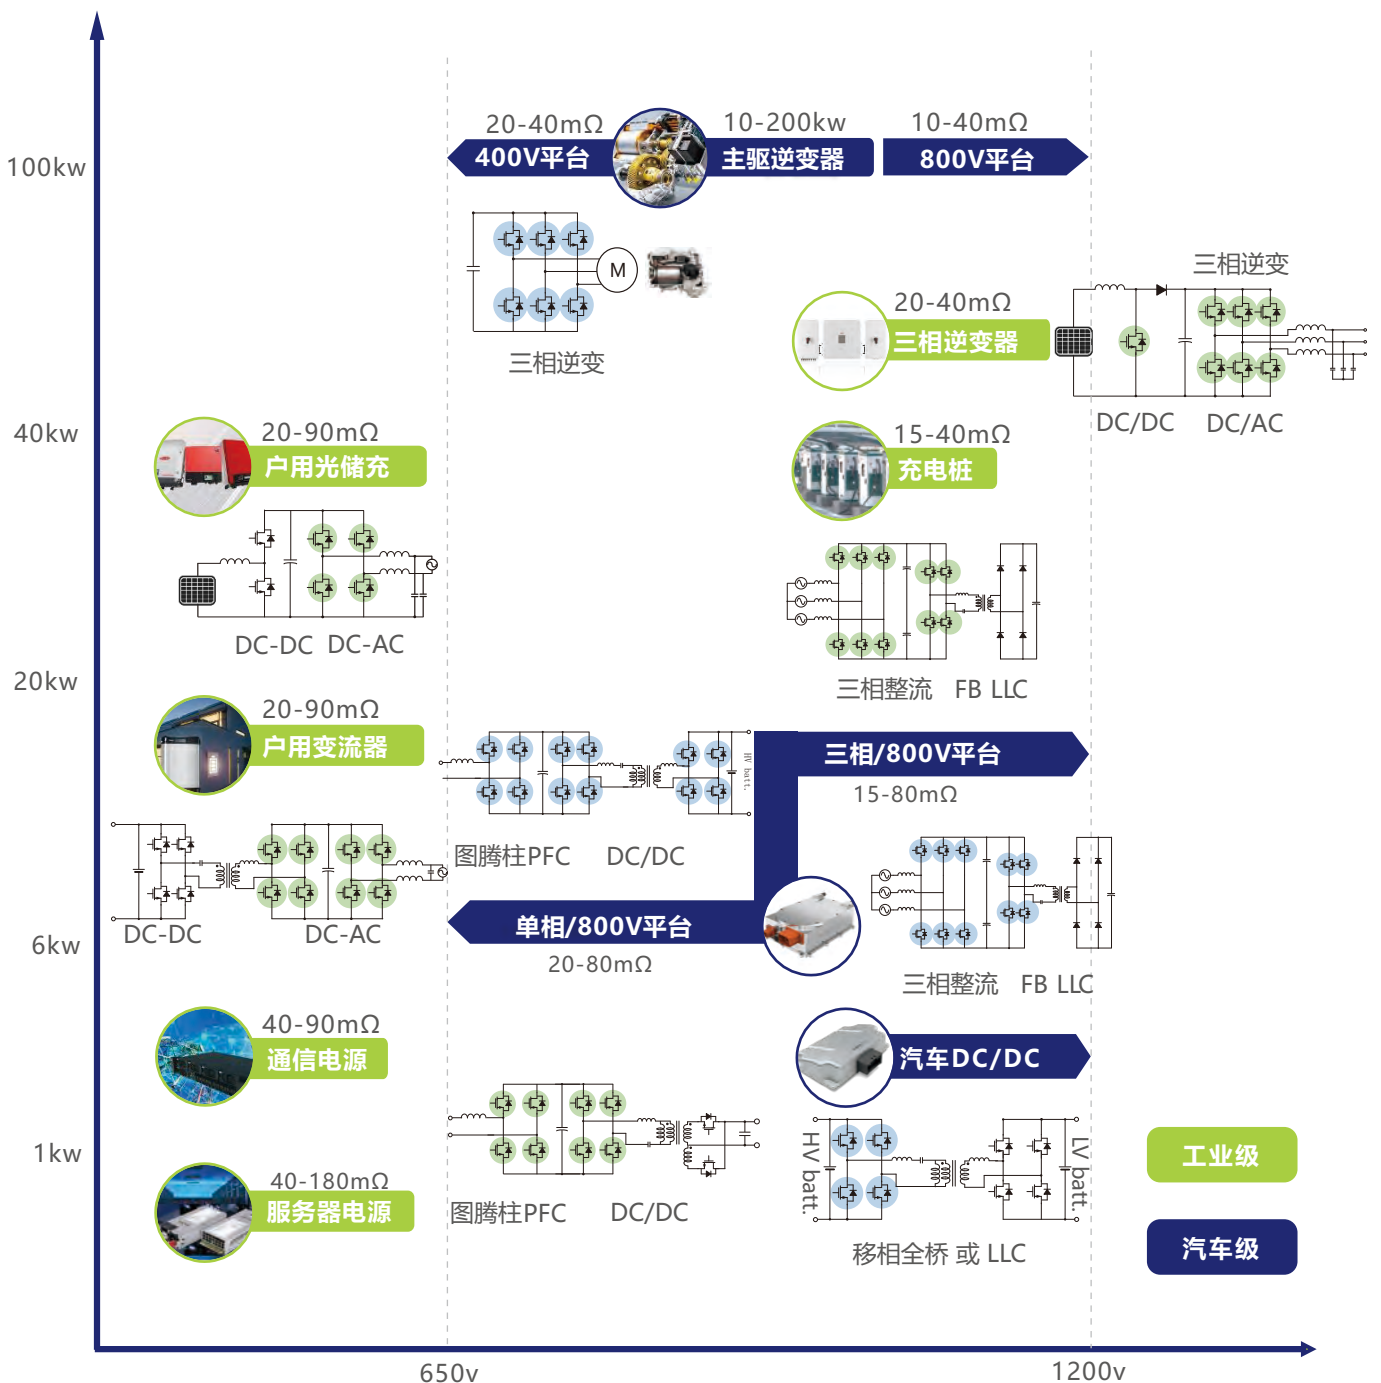 100kw
40kw
20kw
6kw
1kw
20-40mΩ
10-200kw
10-40mΩ
400V平台
主驱逆变器
800V平台
M
三相逆变
20-40mΩ
三相逆变器
三相逆变
DC/DC
DC/AC
20-90mΩ
户用光储充
DC-DC
DC-AC
15-40mΩ
充电桩
三相整流
FB LLC
20-90mΩ
户用变流器
DC-DC
DC-AC
HV batt.
图腾柱PFC
DC/DC
三相/800V平台
15-80mΩ
单相/800V平台
20-80mΩ
三相整流
FB LLC
40-90mΩ
通信电源
汽车DC/DC
HV batt.
LV batt.
移相全桥 或 LLC
40-180mΩ
服务器电源
图腾柱PFC
DC/DC
工业级
汽车级
650v
1200v